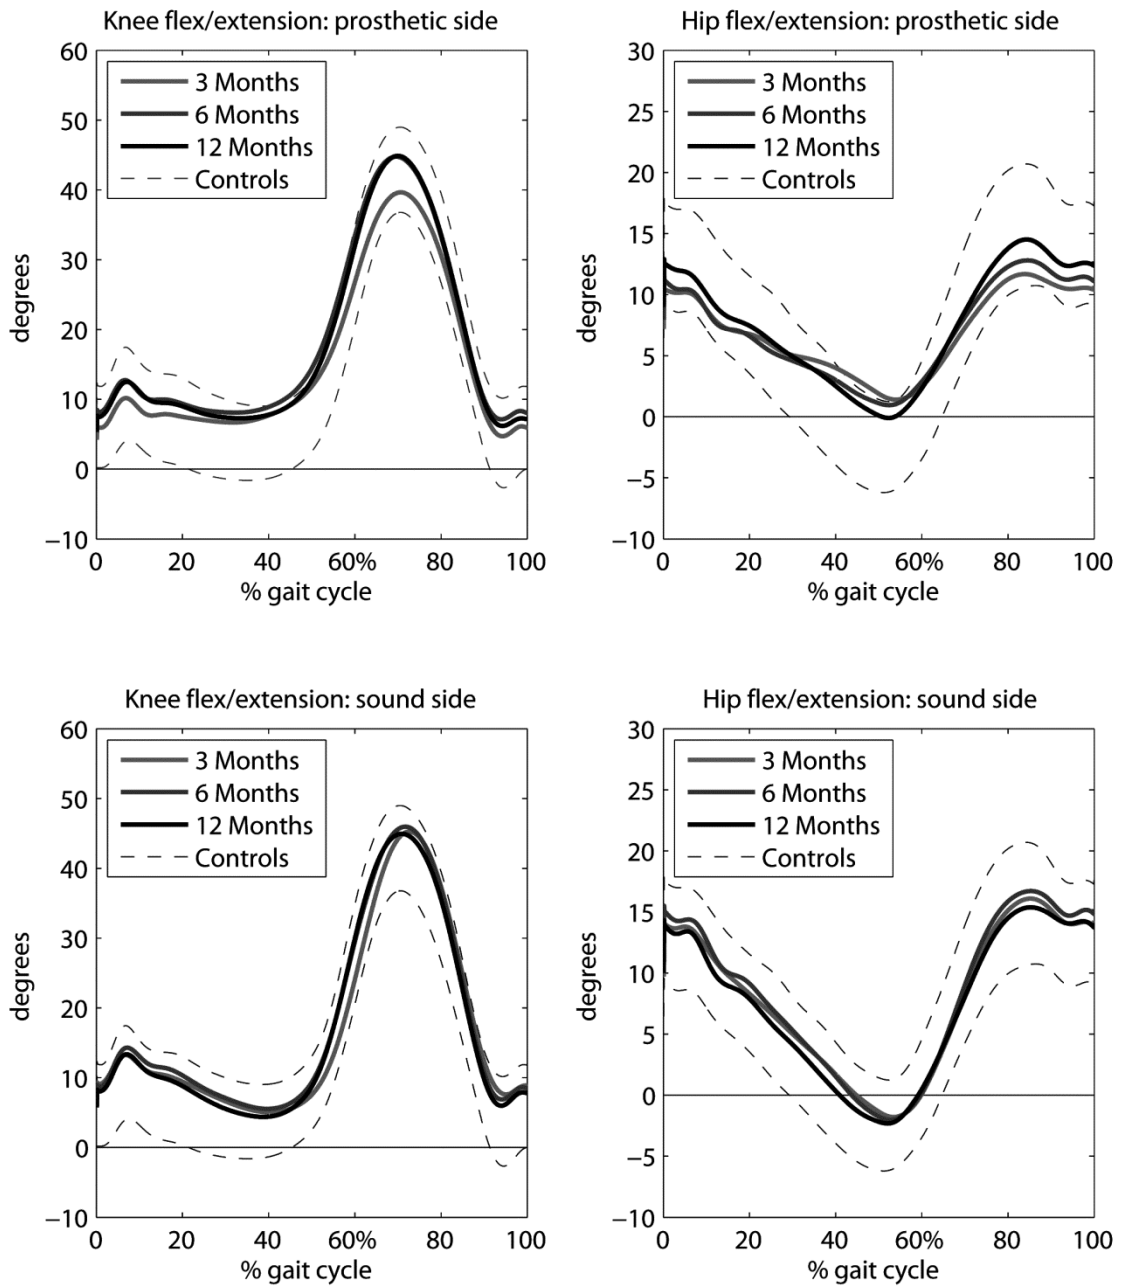 Knee flex/extension: prosthetic side
60
50
40
30
20
10
0
−10
degrees
3 Months
6 Months
12 Months
Controls
0 20 40 60% 80 100
% gait cycle
Hip flex/extension: prosthetic side
30
25
20
15
10
5
0
−5
−10
degrees
3 Months
6 Months
12 Months
Controls
0 20 40 60% 80 100
% gait cycle
Knee flex/extension: sound side
60
50
40
30
20
10
0
−10
degrees
3 Months
6 Months
12 Months
Controls
0 20 40 60% 80 100
% gait cycle
Hip flex/extension: sound side
30
25
20
15
10
5
0
−5
−10
degrees
3 Months
6 Months
12 Months
Controls
0 20 40 60% 80 100
% gait cycle